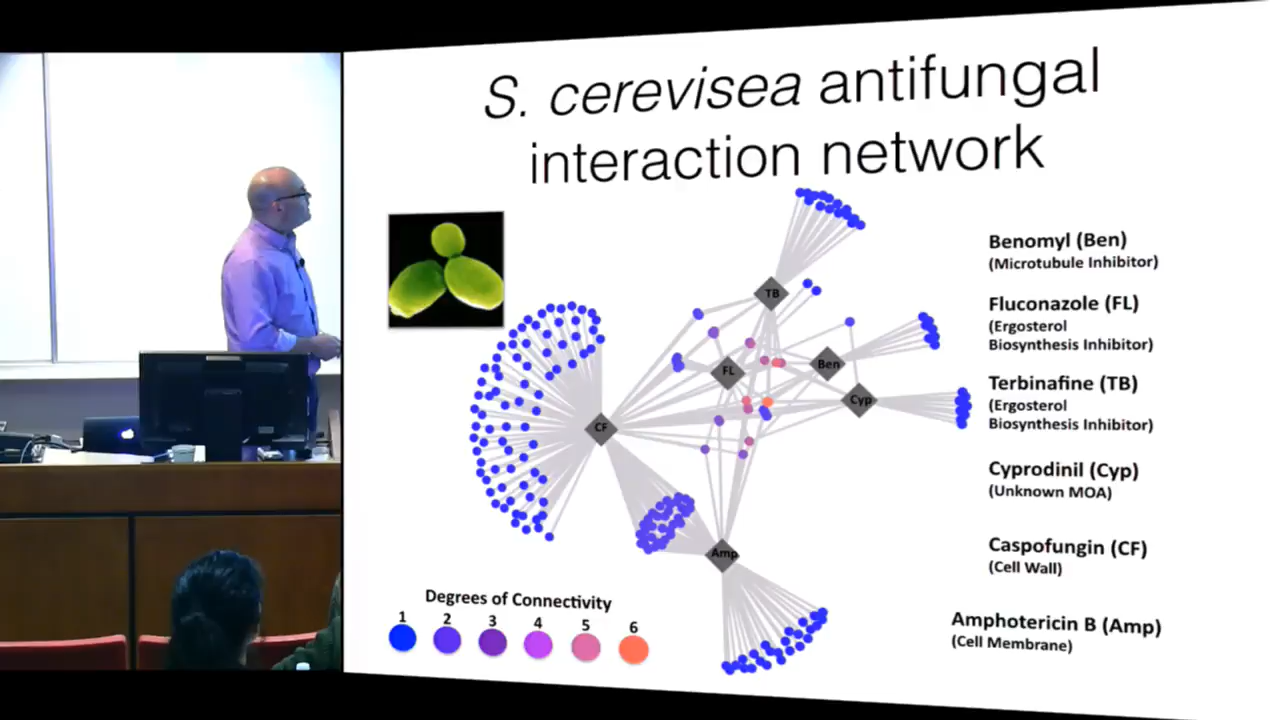 S. cerevisea antifungal
interaction network
TB
FL
Ben
Cyp
CF
Amp
Benomyl (Ben)
(Microtubule Inhibitor)
Fluconazole (FL)
(Ergosterol
Biosynthesis Inhibitor)
Terbinafine (TB)
(Ergosterol
Biosynthesis Inhibitor)
Cyprodinil (Cyp)
(Unknown MOA)
Caspofungin (CF)
(Cell Wall)
Amphotericin B (Amp)
(Cell Membrane)
Degrees of Connectivity
1 2 3 4 5 6